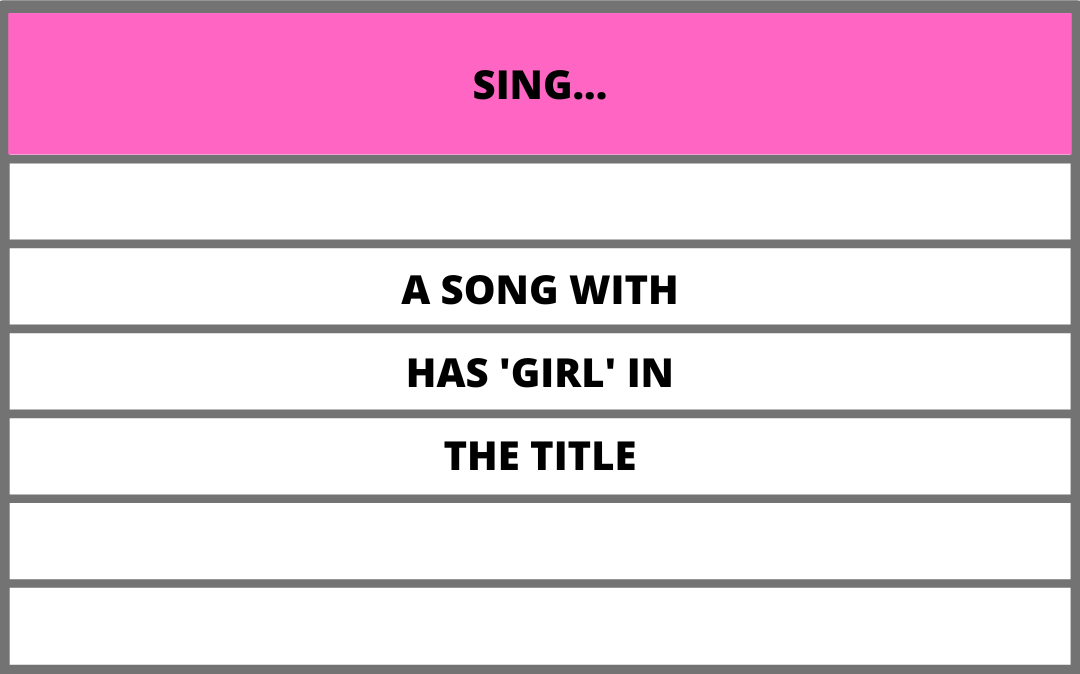 SING...
A SONG WITH
HAS 'GIRL' IN
THE TITLE